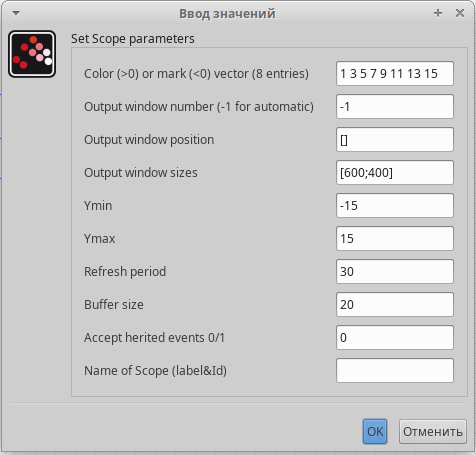 Ввод значений
Set Scope parameters
Color (>0) or mark (<0) vector (8 entries) 1 3 5 7 9 11 13 15
Output window number (-1 for automatic) -1
Output window position []
Output window sizes [600;400]
Ymin -15
Ymax 15
Refresh period 30
Buffer size 20
Accept herited events 0/1 0
Name of Scope (label&Id)
OK Отменить